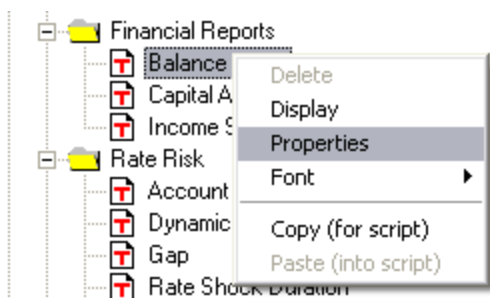 Financial Reports
Balance
Capital A
Income S
Rate Risk
Account
Dynamic
Gap
Rate Shock Duration
Delete
Display
Properties
Font
Copy (for script)
Paste (into script)